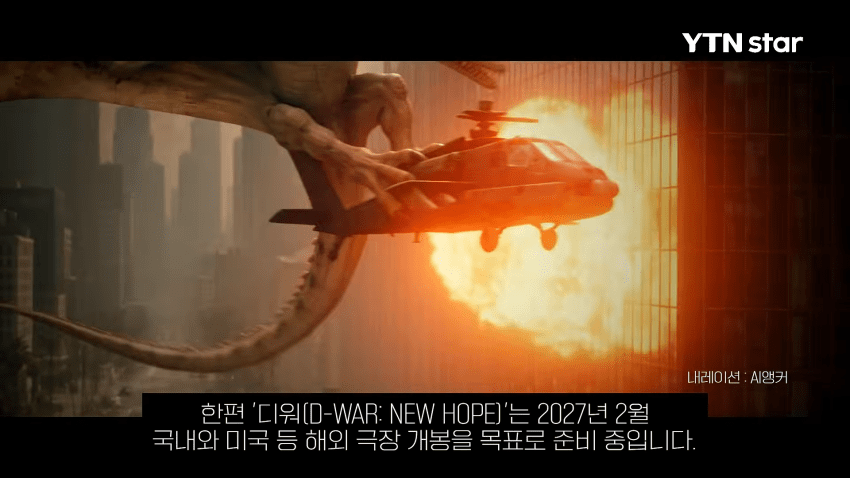 YTN star
내레이션 : AI앵커
한편 '디워(D-WAR: NEW HOPE)'는 2027년 2월
국내와 미국 등 해외 극장 개봉을 목표로 준비 중입니다.